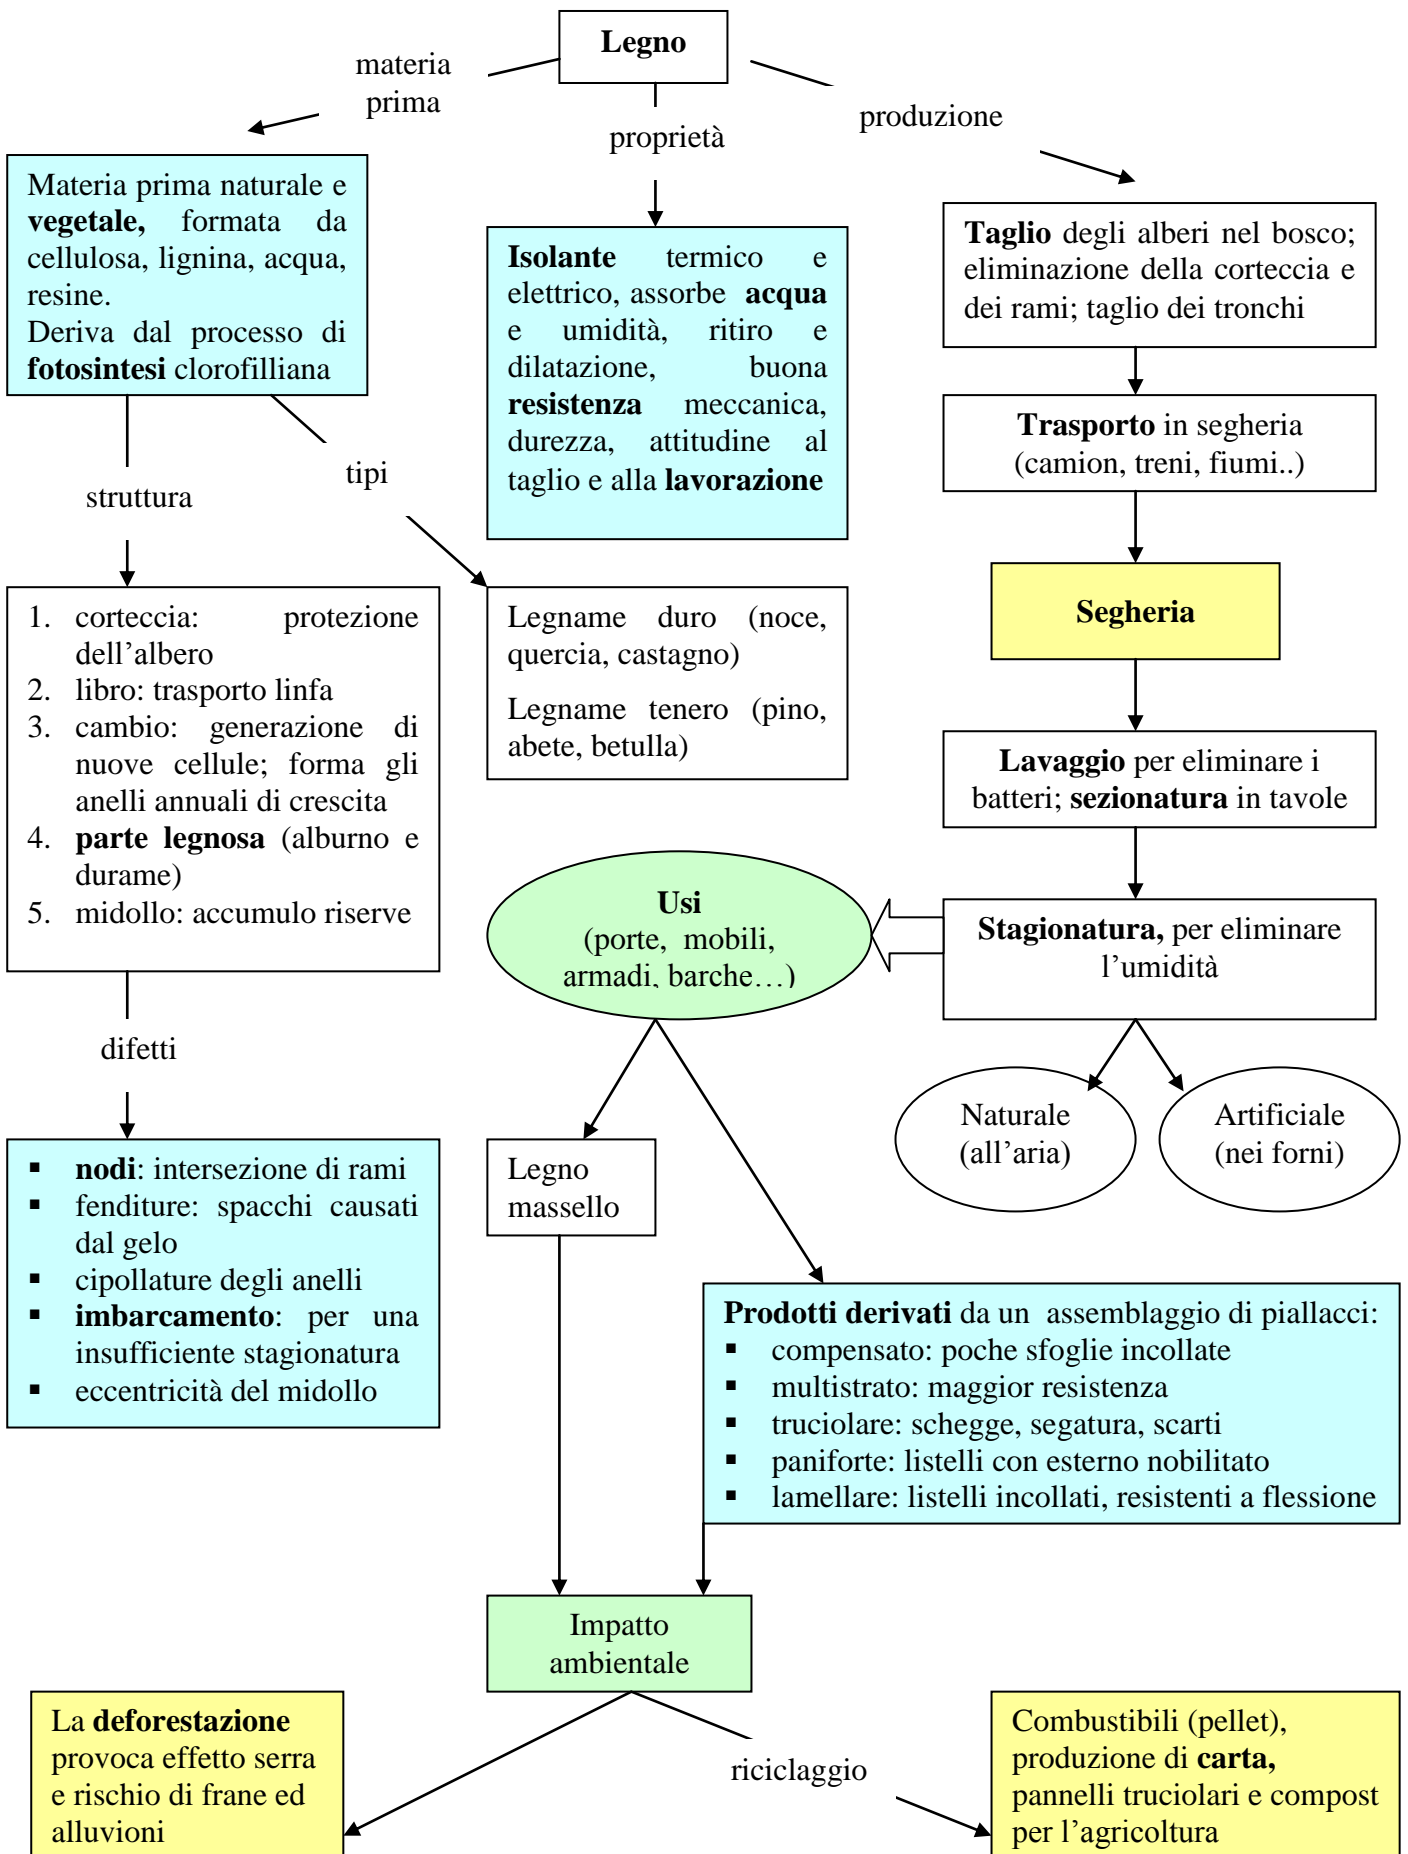 Legno
materia
prima
proprietà
produzione
Materia prima naturale e
vegetale, formata da
cellulosa, lignina, acqua,
resine.
Deriva dal processo di
fotosintesi clorofilliana
Isolante termico e
elettrico, assorbe acqua
e umidità, ritiro e
dilatazione, buona
resistenza meccanica,
durezza, attitudine al
taglio e alla lavorazione
Taglio degli alberi nel bosco;
eliminazione della corteccia e
dei rami; taglio dei tronchi
Trasporto in segheria
(camion, treni, fiumi..)
struttura
tipi
Segheria
1. corteccia: protezione
dell’albero
2. libro: trasporto linfa
3. cambio: generazione di
nuove cellule; forma gli
anelli annuali di crescita
4. parte legnosa (alburno e
durame)
5. midollo: accumulo riserve
Legname duro (noce,
quercia, castagno)
Legname tenero (pino,
abete, betulla)
Lavaggio per eliminare i
batteri; sezionatura in tavole
Usi
(porte, mobili,
armadi, barche…)
Stagionatura, per eliminare
l’umidità
difetti
Naturale
(all’aria)
Artificiale
(nei forni)
▪ nodi: intersezione di rami
▪ fenditure: spacchi causati
dal gelo
▪ cipollature degli anelli
▪ imbarcamento: per una
insufficiente stagionatura
▪ eccentricità del midollo
Legno
massello
Prodotti derivati da un assemblaggio di piallacci:
▪ compensato: poche sfoglie incollate
▪ multistrato: maggior resistenza
▪ truciolare: schegge, segatura, scarti
▪ paniforte: listelli con esterno nobilitato
▪ lamellare: listelli incollati, resistenti a flessione
Impatto
ambientale
La deforestazione
provoca effetto serra
e rischio di frane ed
alluvioni
riciclaggio
Combustibili (pellet),
produzione di carta,
pannelli truciolari e compost
per l’agricoltura